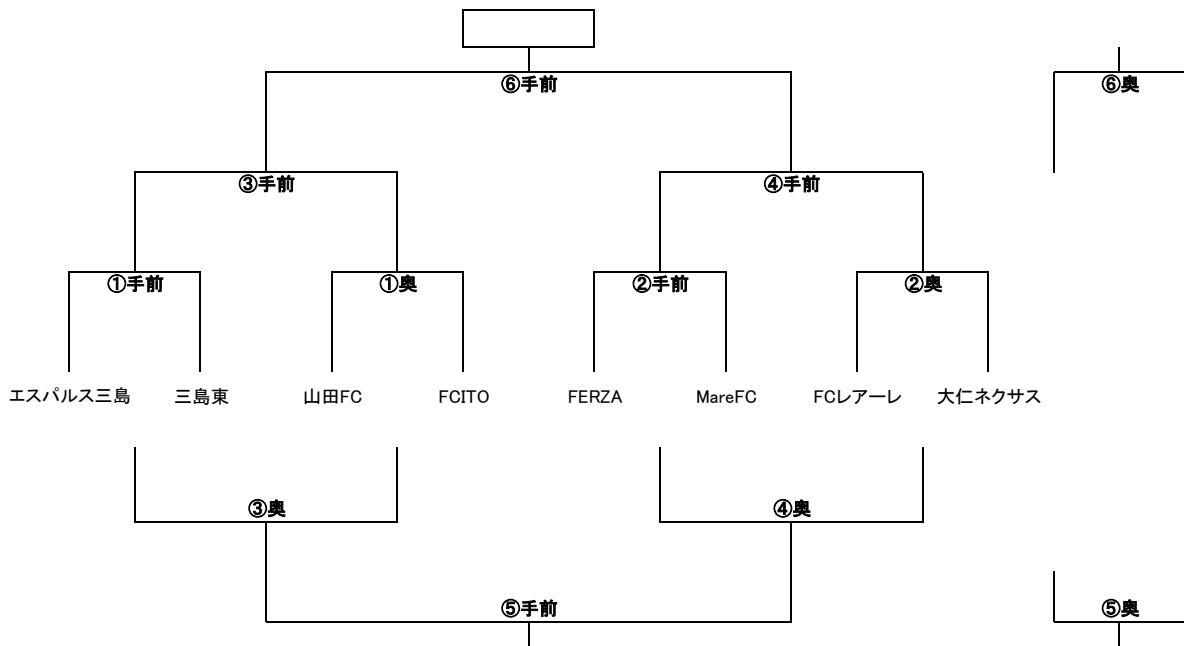 ⑥手前
⑥奥
③手前
④手前
①手前
①奥
②手前
②奥
エスパルス三島
三島東
山田FC
FCITO
FERZA
MareFC
FCレアーレ
大仁ネクサス
③奥
④奥
⑤手前
⑤奥